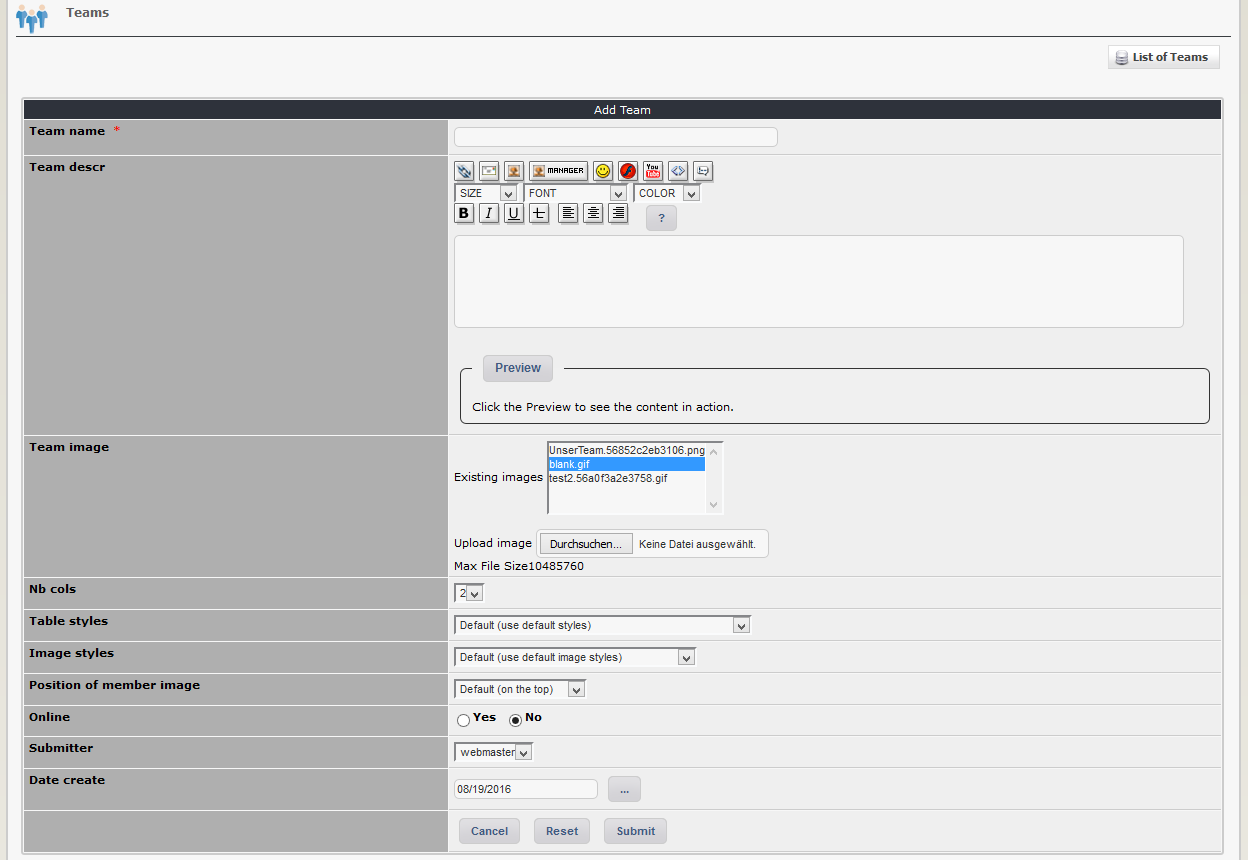 Teams
List of Teams
Add Team
Team name *
Team descr
MANAGER
You
Tube
SIZE FONT COLOR
B I U T
?
Preview
Click the Preview to see the content in action.
Team image
UnserTeam.56852c2eb3106.png
blank.gif
Existing images
test2.56a0f3a2e3758.gif
Upload image Durchsuchen... Keine Datei ausgewählt.
Max File Size10485760
Nb cols 2
Table styles Default (use default styles)
Image styles Default (use default image styles)
Position of member image Default (on the top)
Online Yes No
Submitter webmaster
Date create 08/19/2016 ...
Cancel Reset Submit